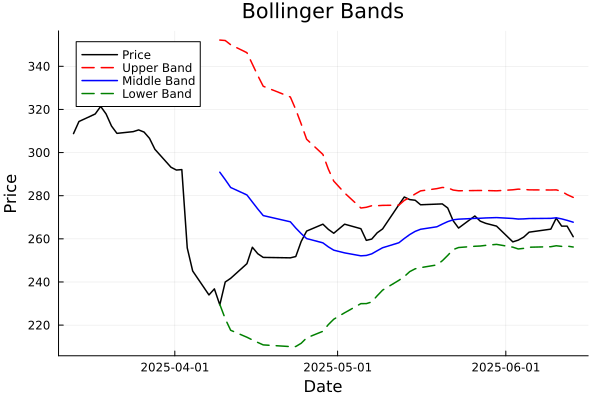 Bollinger Bands
Price
Upper Band
Middle Band
Lower Band
340
320
300
280
260
240
220
Price
2025-04-01
2025-05-01
2025-06-01
Date